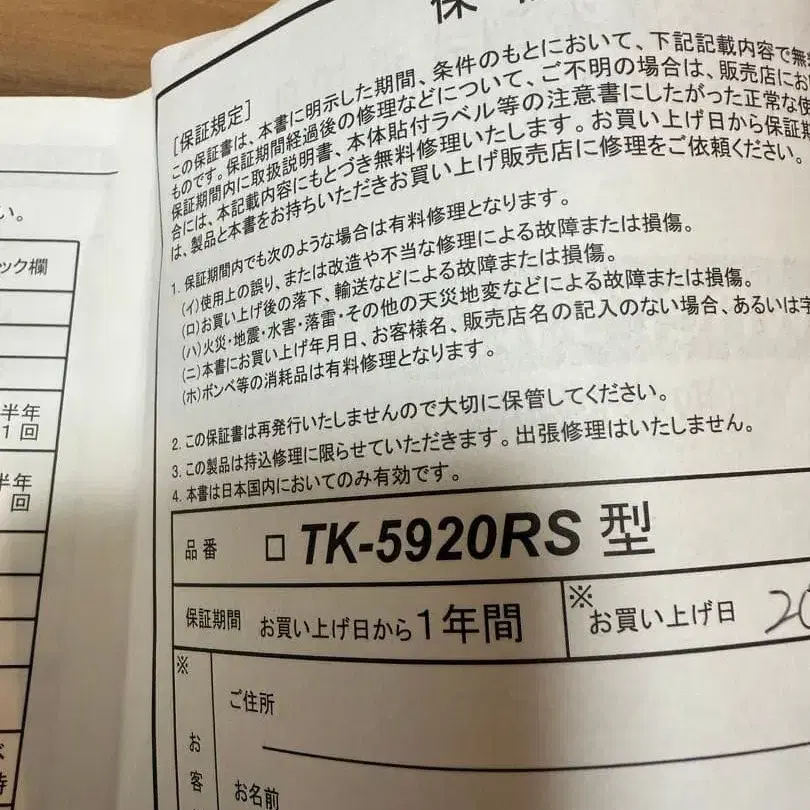 い。
ック欄
半年
1回
半年
回
[保証規定]
この保証書は、本書に明示した期間、条件のもとにおいて、下記記載内容で無
ものです。保証期間経過後の修理などについて、ご不明の場合は、販売店にお
保証期間内に取扱説明書、本体貼付ラベル等の注意書にしたがった正常な使
合には、本記載内容にもとづき無料修理いたします。お買い上げ日から保証期
は、製品と本書をお持ちいただきお買い上げ販売店に修理をご依頼ください。
1. 保証期間内でも次のような場合は有料修理となります。
(イ)使用上の誤り、または改造や不当な修理による故障または損傷。
(ロ)お買い上げ後の落下、輸送などによる故障または損傷。
(ハ)火災・地震・水害・落雷・その他の天災地変などによる故障または損傷。
(ニ)本書にお買い上げ年月日、お客様名、販売店名の記入のない場合、あるいは字
(ホ)ボンベ等の消耗品は有料修理となります。
2. この保証書は再発行いたしませんので大切に保管してください。
3. この製品は持込修理に限らせていただきます。出張修理はいたしません。
4. 本書は日本国内においてのみ有効です。
品番 □ TK-5920RS 型
保証期間 お買い上げ日から1年間 ※お買い上げ日 20
※
お客
ご住所
お名前